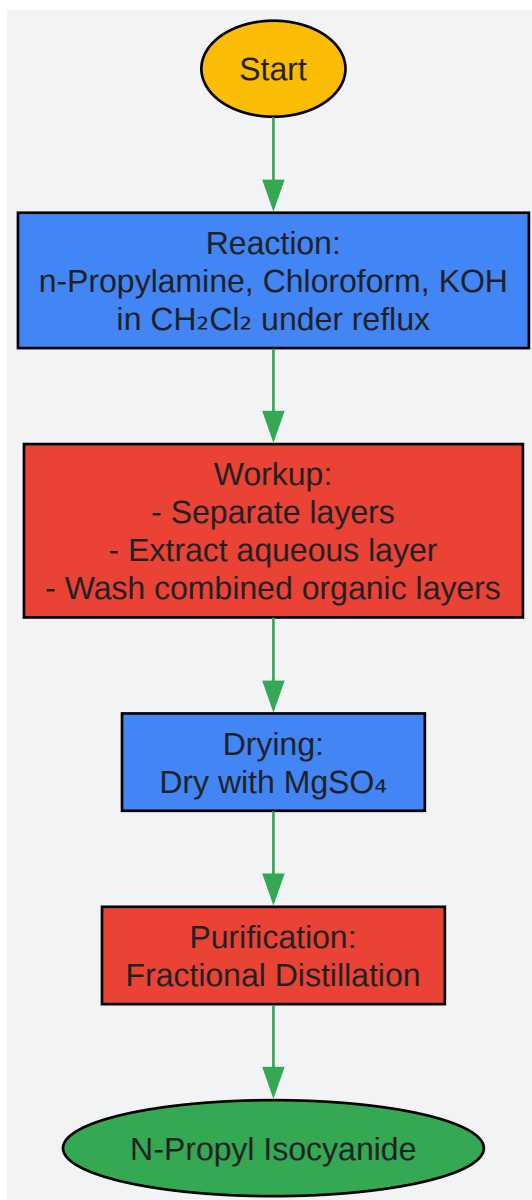 Start
Reaction:
n-Propylamine, Chloroform, KOH
in CH₂Cl₂ under reflux
Workup:
- Separate layers
- Extract aqueous layer
- Wash combined organic layers
Drying:
Dry with MgSO₄
Purification:
Fractional Distillation
N-Propyl Isocyanide